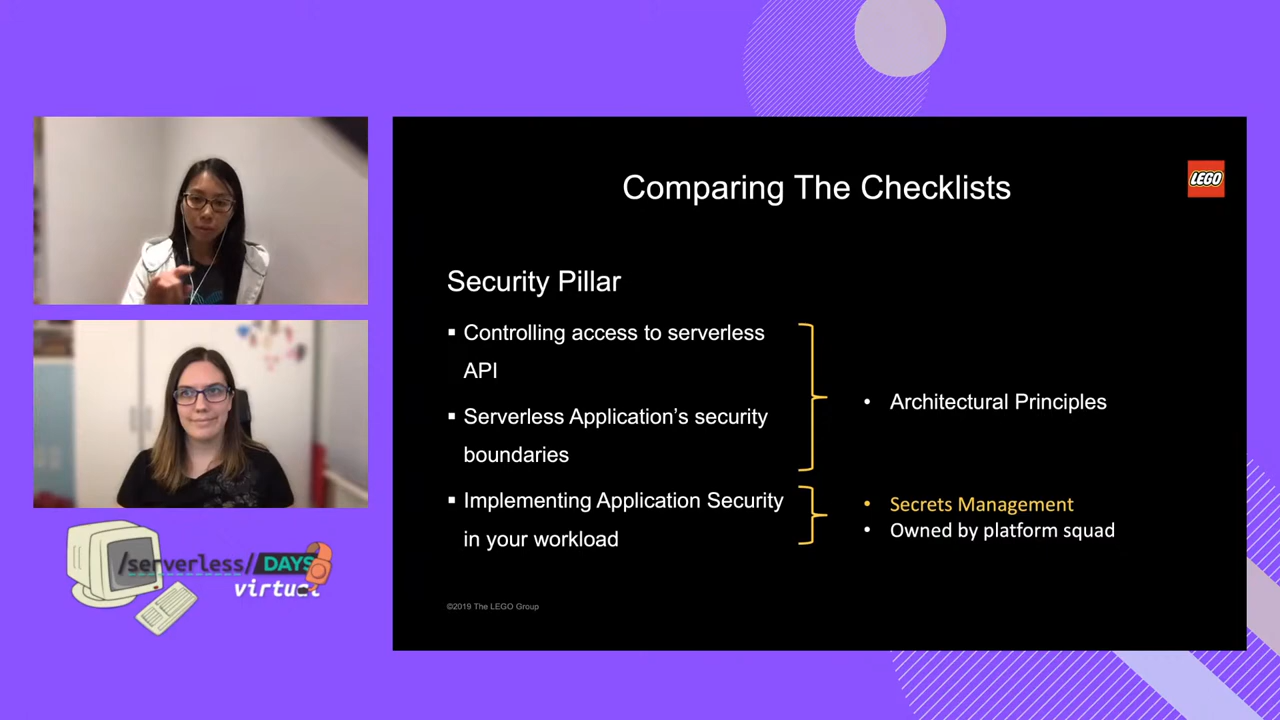 Comparing The Checklists
LEGO
Security Pillar
▪ Controlling access to serverless
API
▪ Serverless Application's security
boundaries
▪ Implementing Application Security
in your workload
• Architectural Principles
• Secrets Management
• Owned by platform squad
©2019 The LEGO Group
/serverless/DAYS
virtual